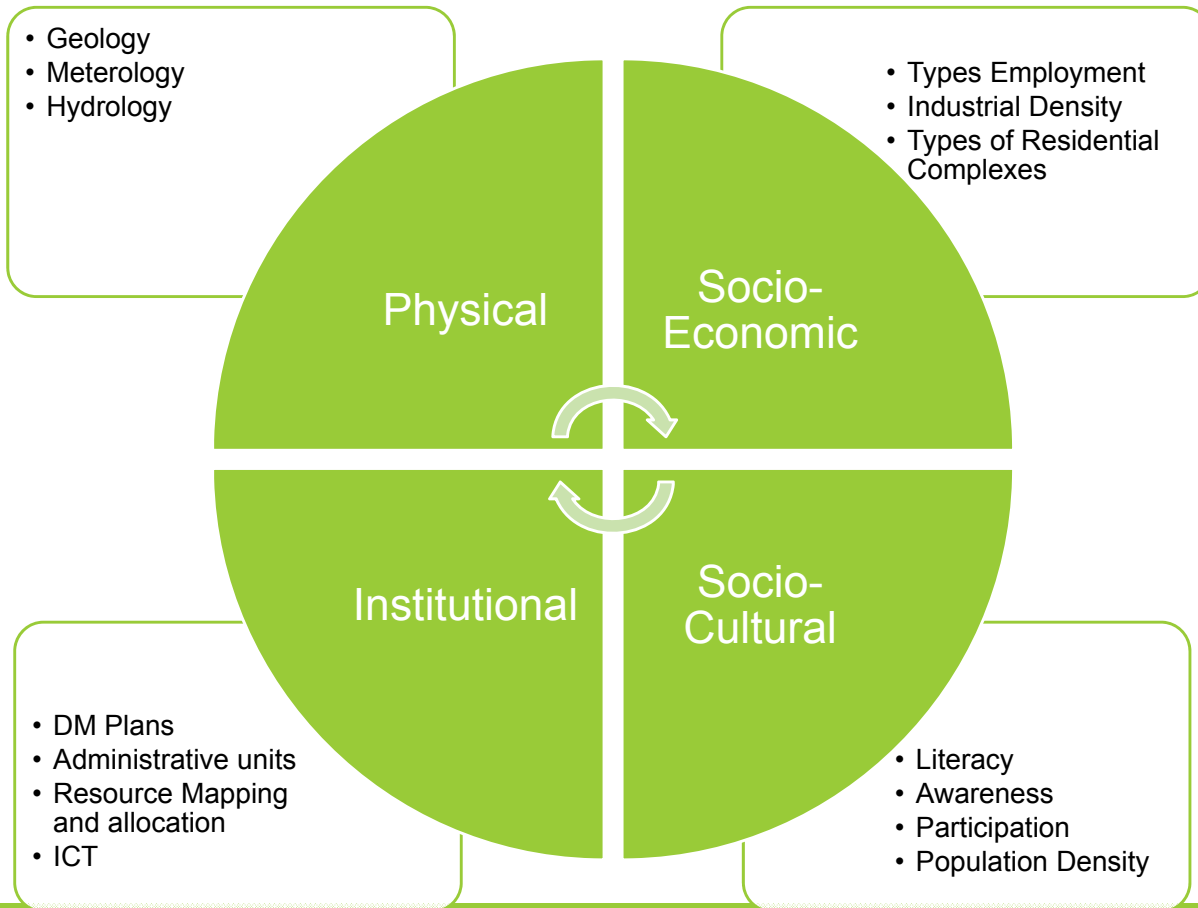 • Geology
• Meterology
• Hydrology
• Types Employment
• Industrial Density
• Types of Residential
Complexes
Physical
Socio-
Economic
Institutional
Socio-
Cultural
• DM Plans
• Administrative units
• Resource Mapping
and allocation
• ICT
• Literacy
• Awareness
• Participation
• Population Density